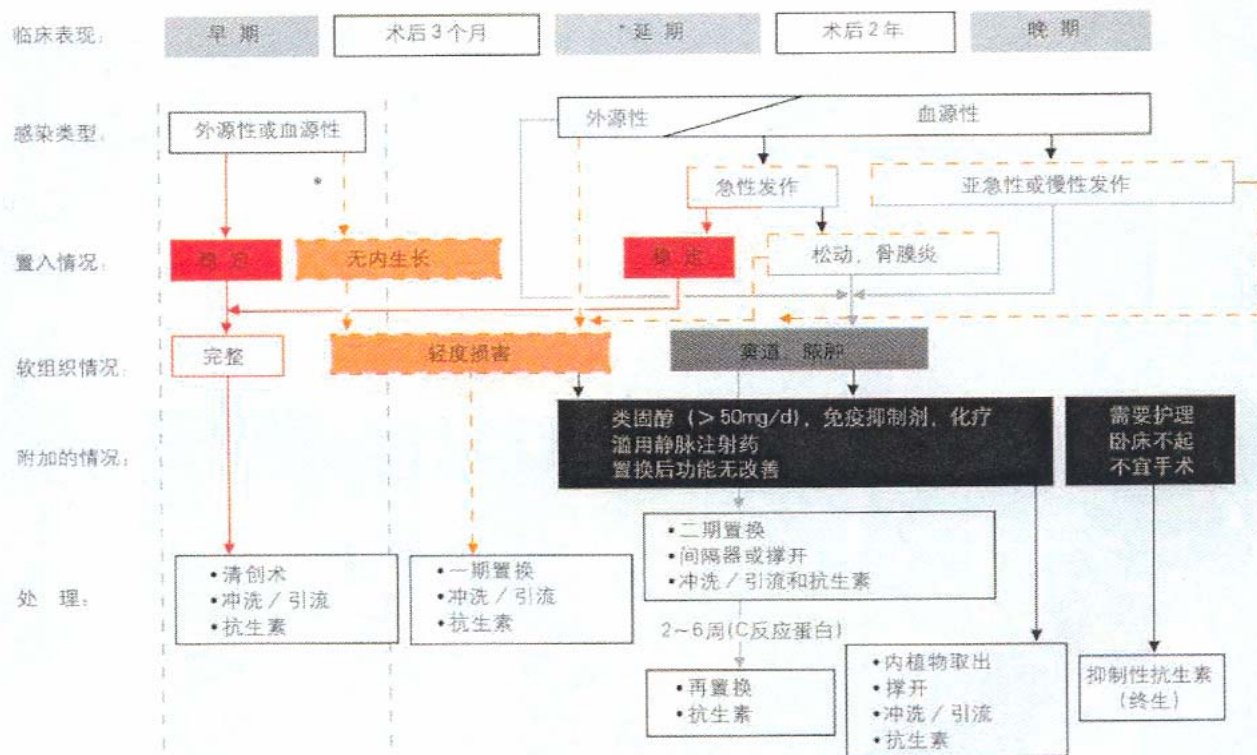 临床表现: 早期 术后3个月 延期 术后2年 晚期
感染类型: 外源性或血源性 外源性 血源性
急性发作 亚急性或慢性发作
置入情况: 稳定 无内生长 稳定 松动、骨膜炎
软组织情况: 完整 轻度损害 窦道、脓肿
附加的情况:
类固醇 (> 50mg/d), 免疫抑制剂, 化疗
滥用静脉注射药
置换后功能无改善
需要护理
卧床不起
不宜手术
处 理:
• 清创术
• 冲洗 / 引流
• 抗生素
• 一期置换
• 冲洗 / 引流
• 抗生素
• 二期置换
• 间隔器或撑开
• 冲洗 / 引流和抗生素
2~6周(C反应蛋白)
• 再置换
• 抗生素
• 内植物取出
• 撑开
• 冲洗 / 引流
• 抗生素
抑制性抗生素
(终生)